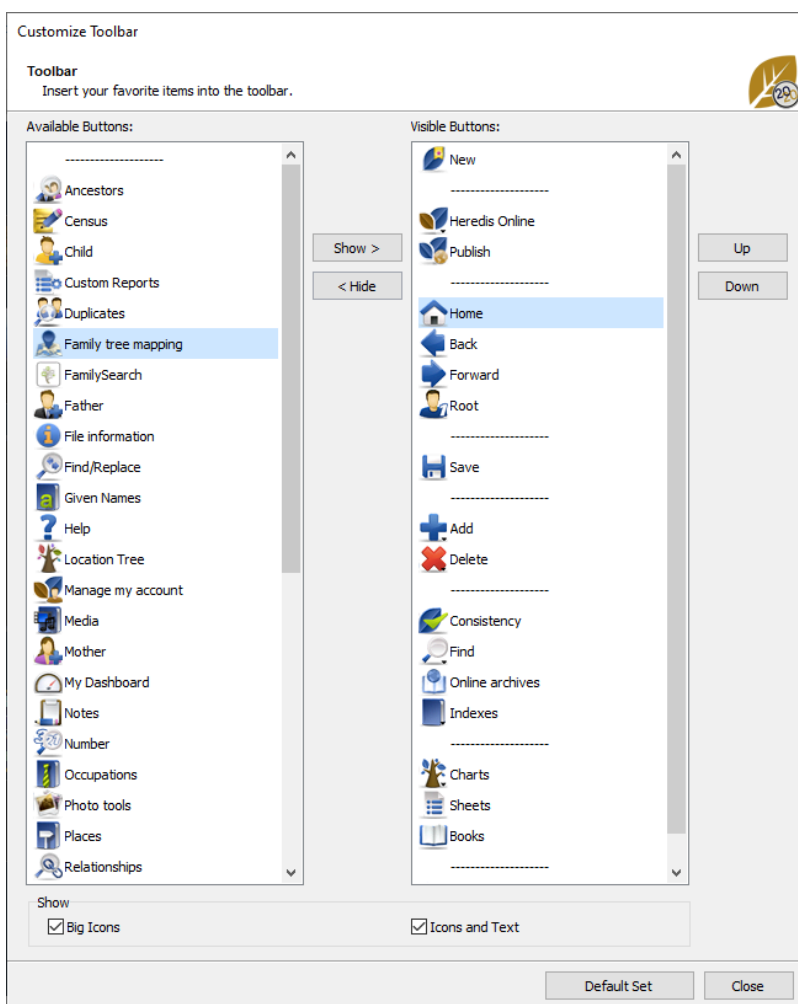 Customize Toolbar
Toolbar
Insert your favorite items into the toolbar.
2020
Available Buttons:
--------------------
Ancestors
Census
Child
Custom Reports
Duplicates
Family tree mapping
FamilySearch
Father
File information
Find/Replace
Given Names
Help
Location Tree
Manage my account
Media
Mother
My Dashboard
Notes
Number
Occupations
Photo tools
Places
Relationships
Show >
< Hide
Visible Buttons:
New
--------------------
Heredis Online
Publish
--------------------
Home
Back
Forward
Root
--------------------
Save
--------------------
Add
Delete
--------------------
Consistency
Find
Online archives
Indexes
--------------------
Charts
Sheets
Books
--------------------
Up
Down
Show
Big Icons
Icons and Text
Default Set
Close